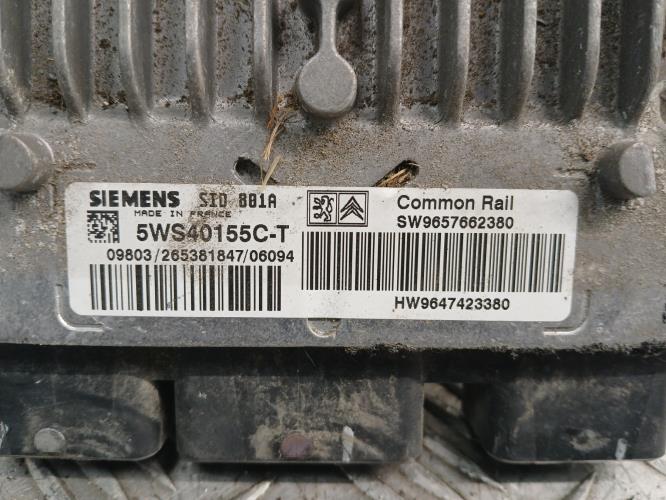 SIEMENS SID 801A
MADE IN FRANCE
5WS40155C-T
09803/265381847/06094
Common Rail
SW9657662380
HW9647423380